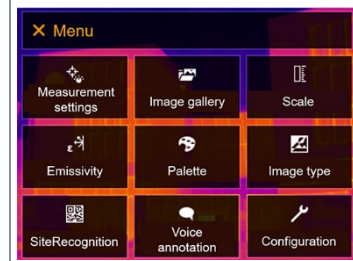 Menu
Measurement
settings
Image gallery
Scale
Emissivity
Palette
Image type
SiteRecognition
Voice
annotation
Configuration